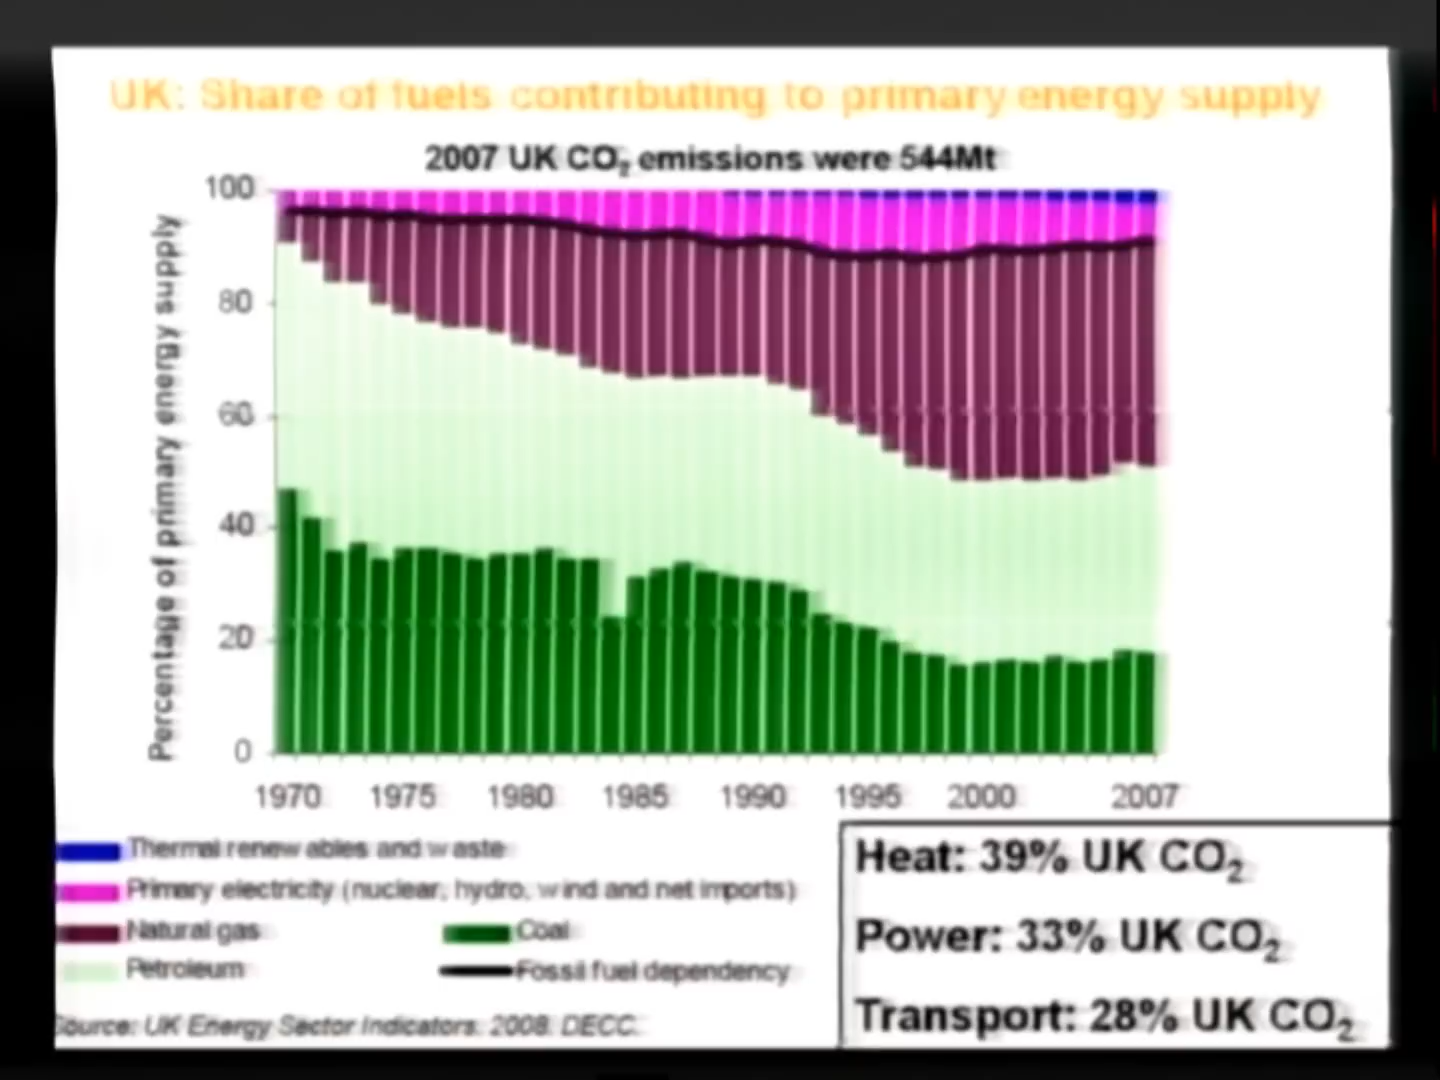 UK: Share of fuels contributing to primary energy supply
2007 UK CO₂ emissions were 544Mt
Percentage of primary energy supply
100
80
60
40
20
0
1970 1975 1980 1985 1990 1995 2000 2007
Thermal renewables and waste
Primary electricity (nuclear, hydro, wind and net imports)
Natural gas
Coal
Petroleum
Fossil fuel dependency
Source: UK Energy Sector Indicators. 2008. DECC.
Heat: 39% UK CO₂
Power: 33% UK CO₂
Transport: 28% UK CO₂